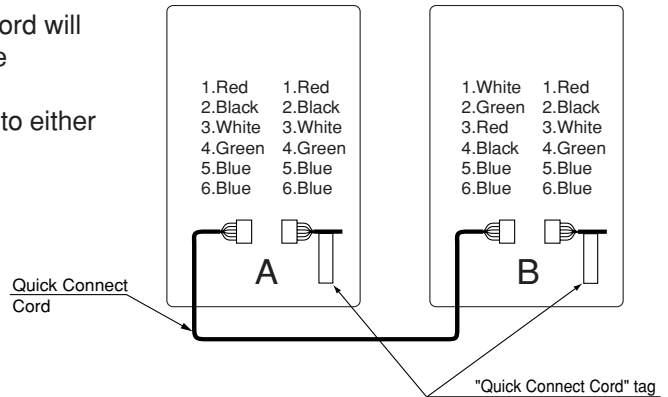 ord will
e
to either
1.Red 1.Red
2.Black 2.Black
3.White 3.White
4.Green 4.Green
5.Blue 5.Blue
6.Blue 6.Blue
A
1.White 1.Red
2.Green 2.Black
3.Red 3.White
4.Black 4.Green
5.Blue 5.Blue
6.Blue 6.Blue
B
Quick Connect
Cord
"Quick Connect Cord" tag